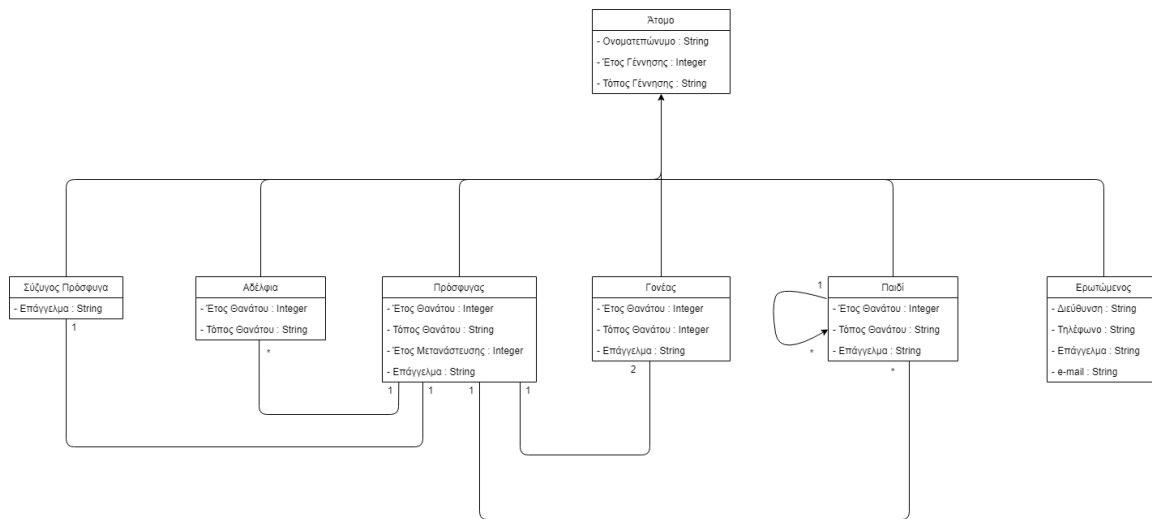 Άτομο
- Ονοματεπώνυμο : String
- Έτος Γέννησης : Integer
- Τόπος Γέννησης : String
Σύζυγος Πρόσφυγα
- Επάγγελμα : String
1
Αδέλφια
- Έτος Θανάτου : Integer
- Τόπος Θανάτου : String
*
Πρόσφυγας
- Έτος Θανάτου : Integer
- Τόπος Θανάτου : String
- Έτος Μετανάστευσης : Integer
- Επάγγελμα : String
1
1
1
1
Γονέας
- Έτος Θανάτου : Integer
- Τόπος Θανάτου : Integer
- Επάγγελμα : String
2
Παιδί
- Έτος Θανάτου : Integer
- Τόπος Θανάτου : String
- Επάγγελμα : String
1
*
*
Ερωτώμενος
- Διεύθυνση : String
- Τηλέφωνο : String
- Επάγγελμα : String
- e-mail : String